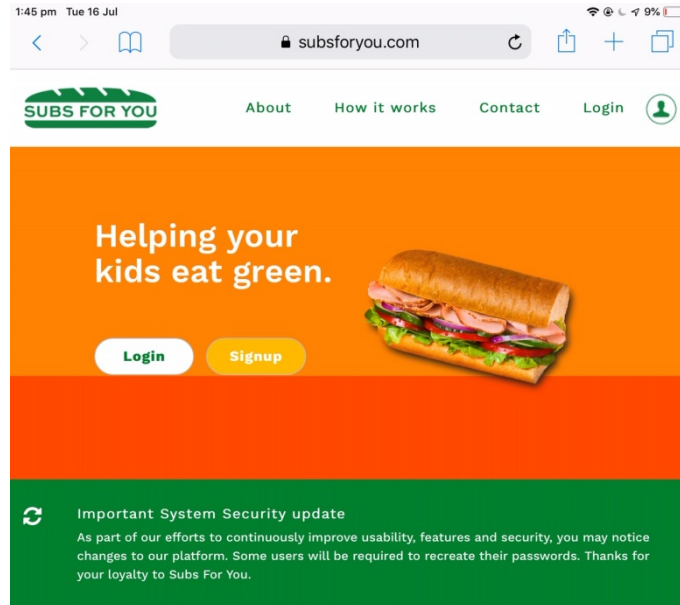 1:45 pm Tue 16 Jul 9%
subsforyou.com
SUBS FOR YOU About How it works Contact Login
Helping your
kids eat green.
Login Signup
Important System Security update
As part of our efforts to continuously improve usability, features and security, you may notice
changes to our platform. Some users will be required to recreate their passwords. Thanks for
your loyalty to Subs For You.